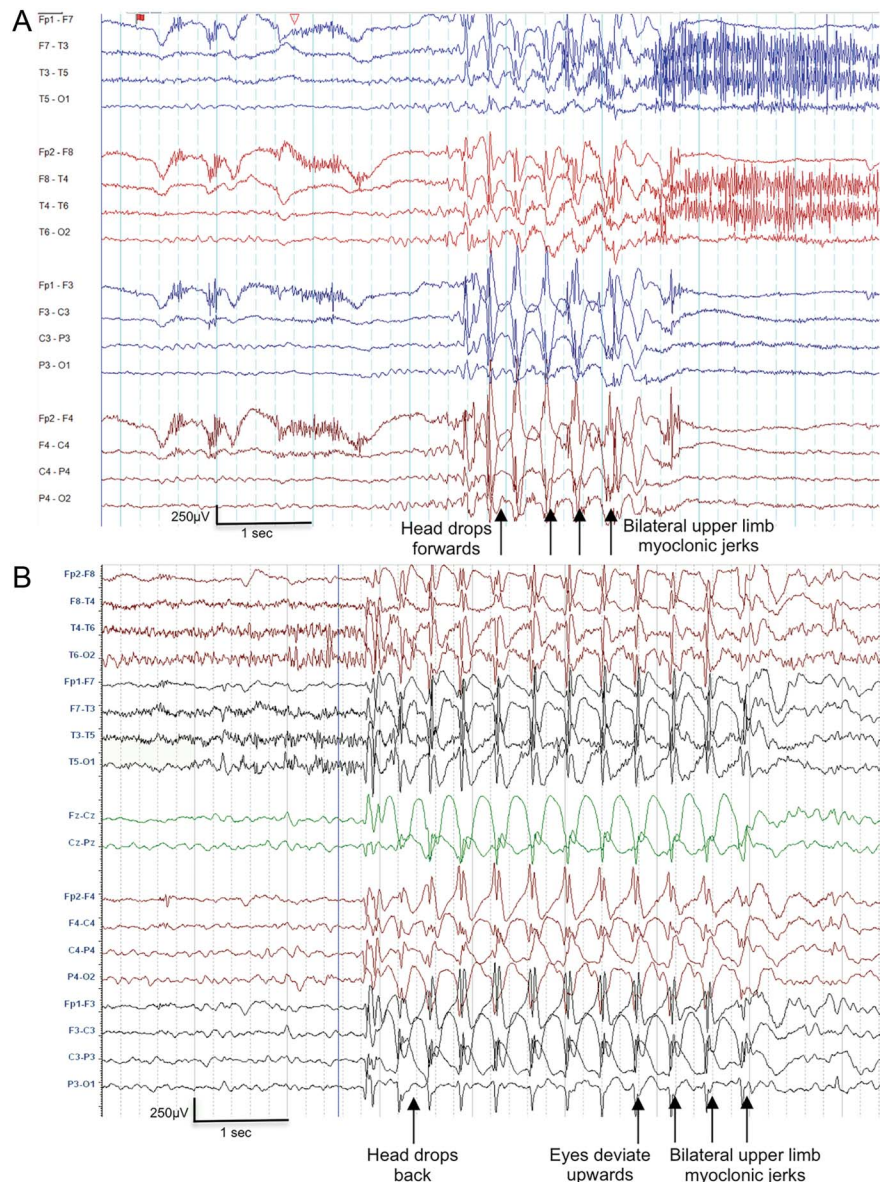 A
Fp1 - F7
F7 - T3
T3 - T5
T5 - O1
Fp2 - F8
F8 - T4
T4 - T6
T6 - O2
Fp1 - F3
F3 - C3
C3 - P3
P3 - O1
Fp2 - F4
F4 - C4
C4 - P4
P4 - O2
250µV
1 sec
Head drops
forwards
Bilateral upper limb
myoclonic jerks
B
Fp2-F8
F8-T4
T4-T6
T6-O2
Fp1-F7
F7-T3
T3-T5
T5-O1
Fz-Cz
Cz-Pz
Fp2-F4
F4-C4
C4-P4
P4-O2
Fp1-F3
F3-C3
C3-P3
P3-O1
250µV
1 sec
Head drops
back
Eyes deviate
upwards
Bilateral upper limb
myoclonic jerks